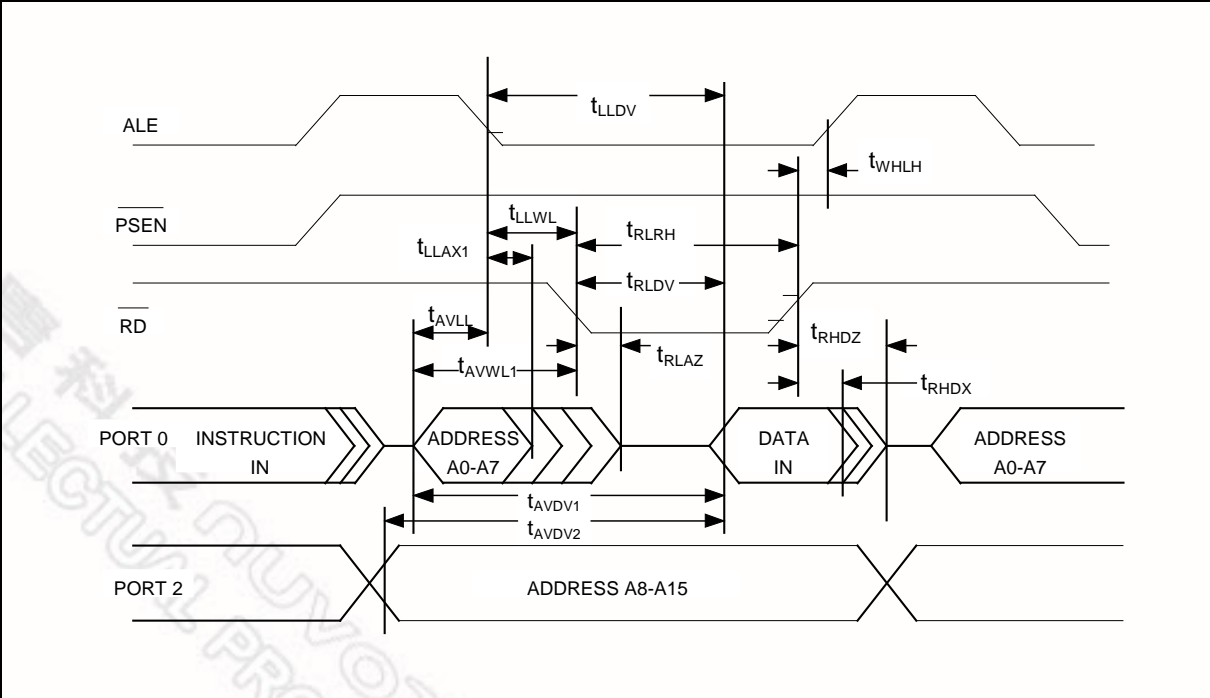 ALE
tLLDV
tWHLH
PSEN
tLLWL
tRLRH
tLLAX1
tRLDV
RD
tAVLL
tRHDZ
tRLAZ
tAVWL1
tRHDX
PORT 0
INSTRUCTION
IN
ADDRESS
A0-A7
DATA
IN
ADDRESS
A0-A7
tAVDV1
tAVDV2
PORT 2
ADDRESS A8-A15